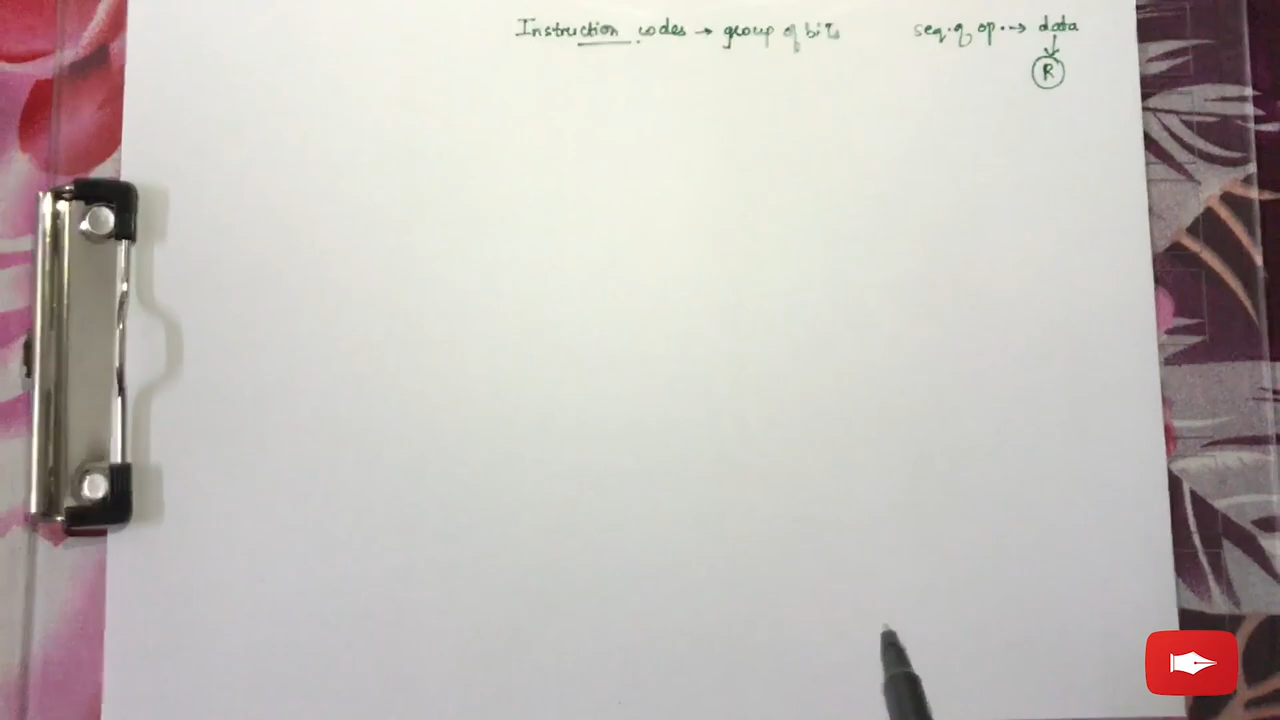 Instruction codes → group of bits seq. of op. → data
R